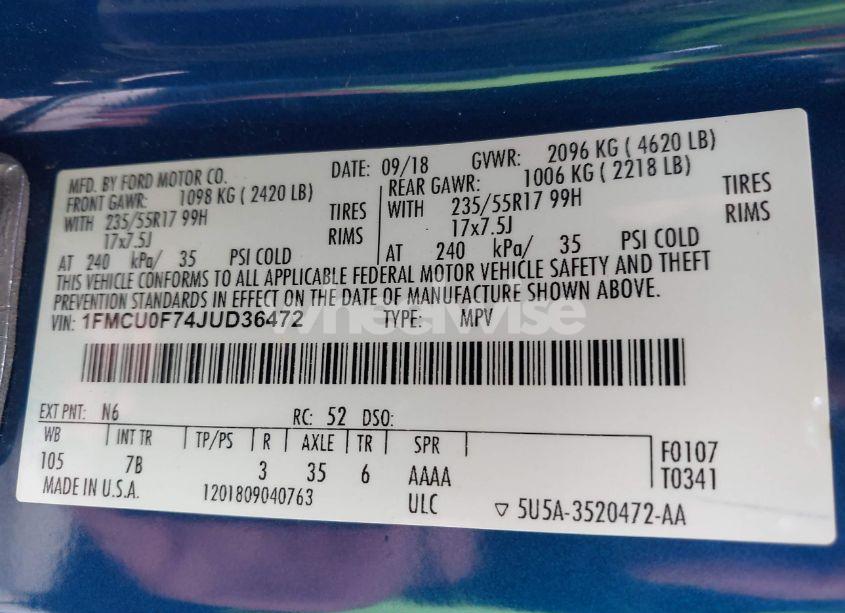 MFD. BY FORD MOTOR CO. DATE: 09/18 GVWR: 2096 KG ( 4620 LB)
FRONT GAWR: 1098 KG ( 2420 LB) REAR GAWR: 1006 KG ( 2218 LB)
WITH 235/55R17 99H TIRES WITH 235/55R17 99H TIRES
17x7.5J RIMS 17x7.5J RIMS
AT 240 kPa/ 35 PSI COLD AT 240 kPa/ 35 PSI COLD
THIS VEHICLE CONFORMS TO ALL APPLICABLE FEDERAL MOTOR VEHICLE SAFETY AND THEFT
PREVENTION STANDARDS IN EFFECT ON THE DATE OF MANUFACTURE SHOWN ABOVE.
VIN: 1FMCU0F74JUD36472 TYPE: MPV
wheelwise
EXT PNT: N6 RC: 52 DSO:
WB INT TR TP/PS R AXLE TR SPR F0107
105 7B 3 35 6 AAAA T0341
MADE IN U.S.A. 1201809040763 ULC ▽ 5U5A-3520472-AA